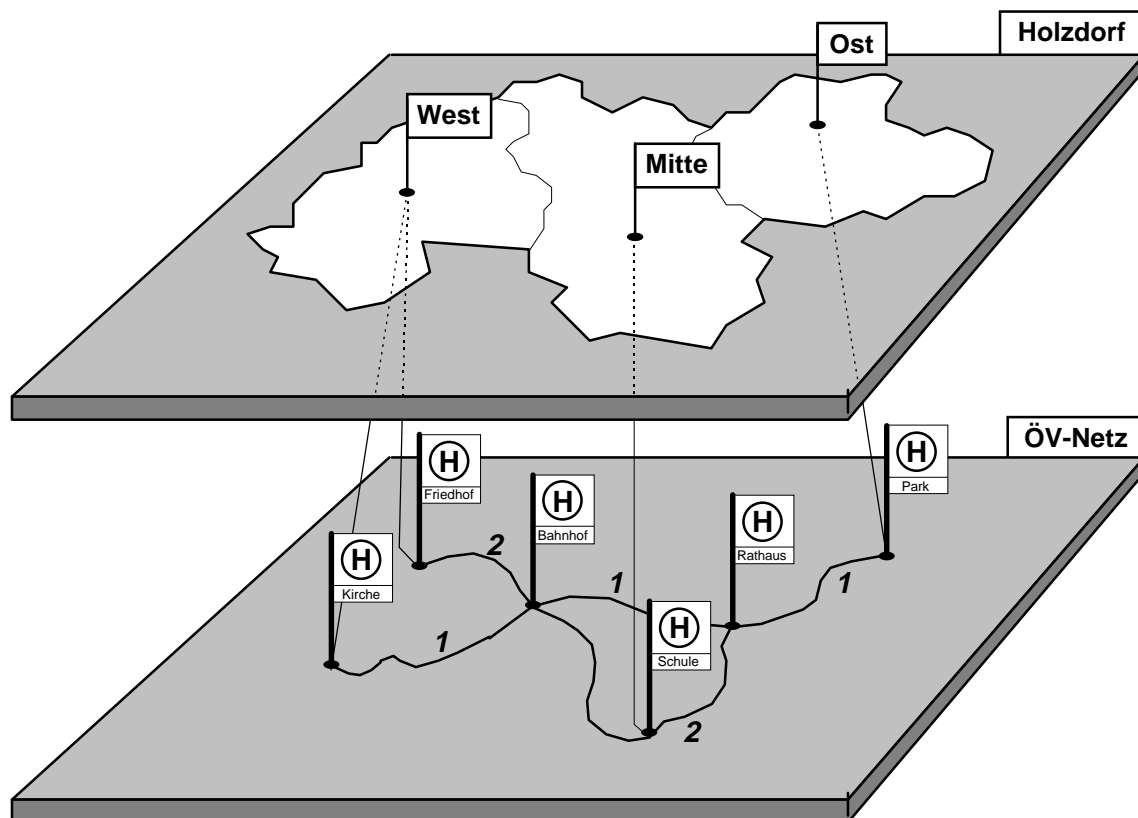 Holzdorf
Ost
West
Mitte
ÖV-Netz
H
Friedhof
H
Park
H
Bahnhof
H
Rathaus
H
Kirche
H
Schule
2
1
1
1
2